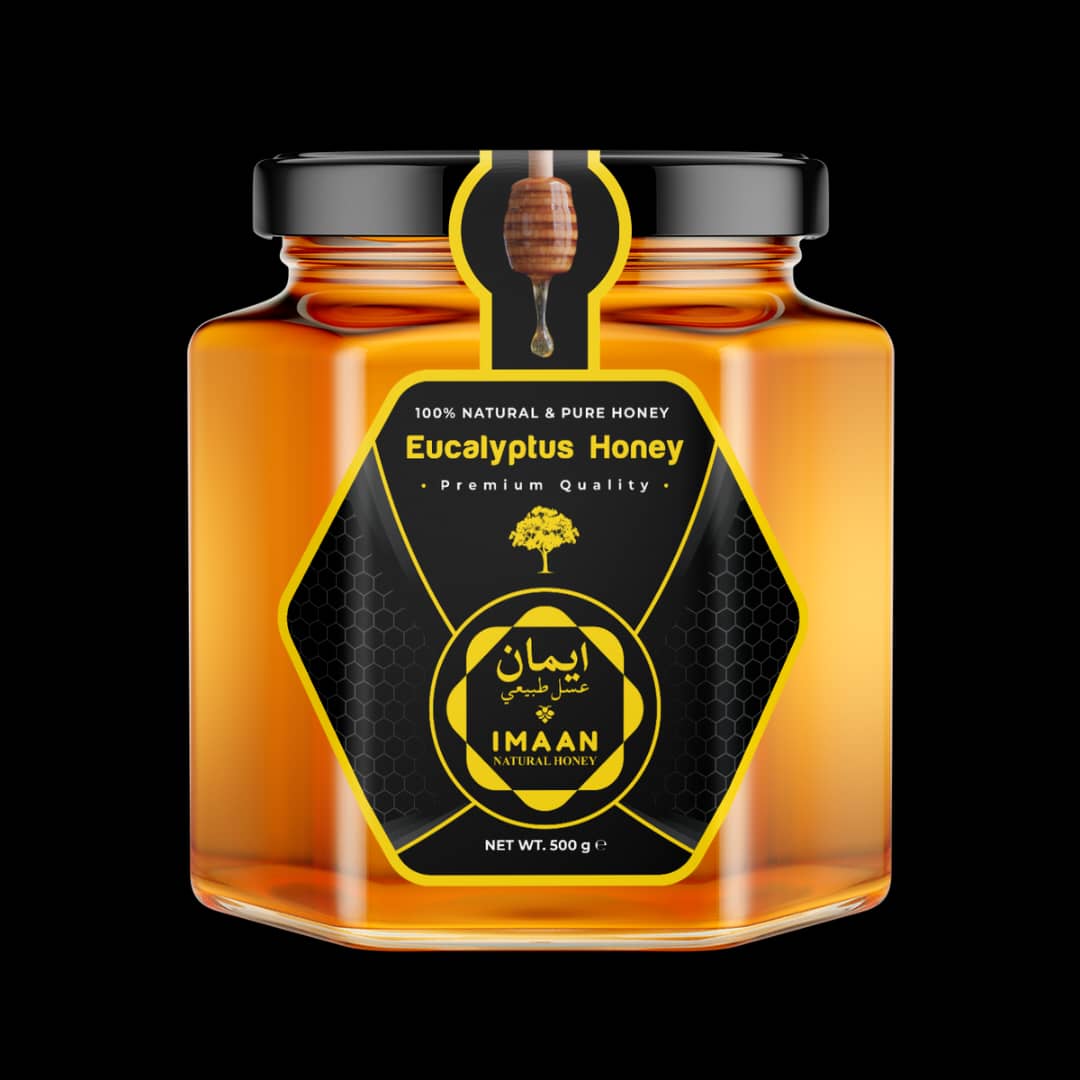 100% NATURAL & PURE HONEY
Eucalyptus Honey
• Premium Quality •
ايمان
عسل طبيعي
IMAAN
NATURAL HONEY
NET WT. 500 g ℮